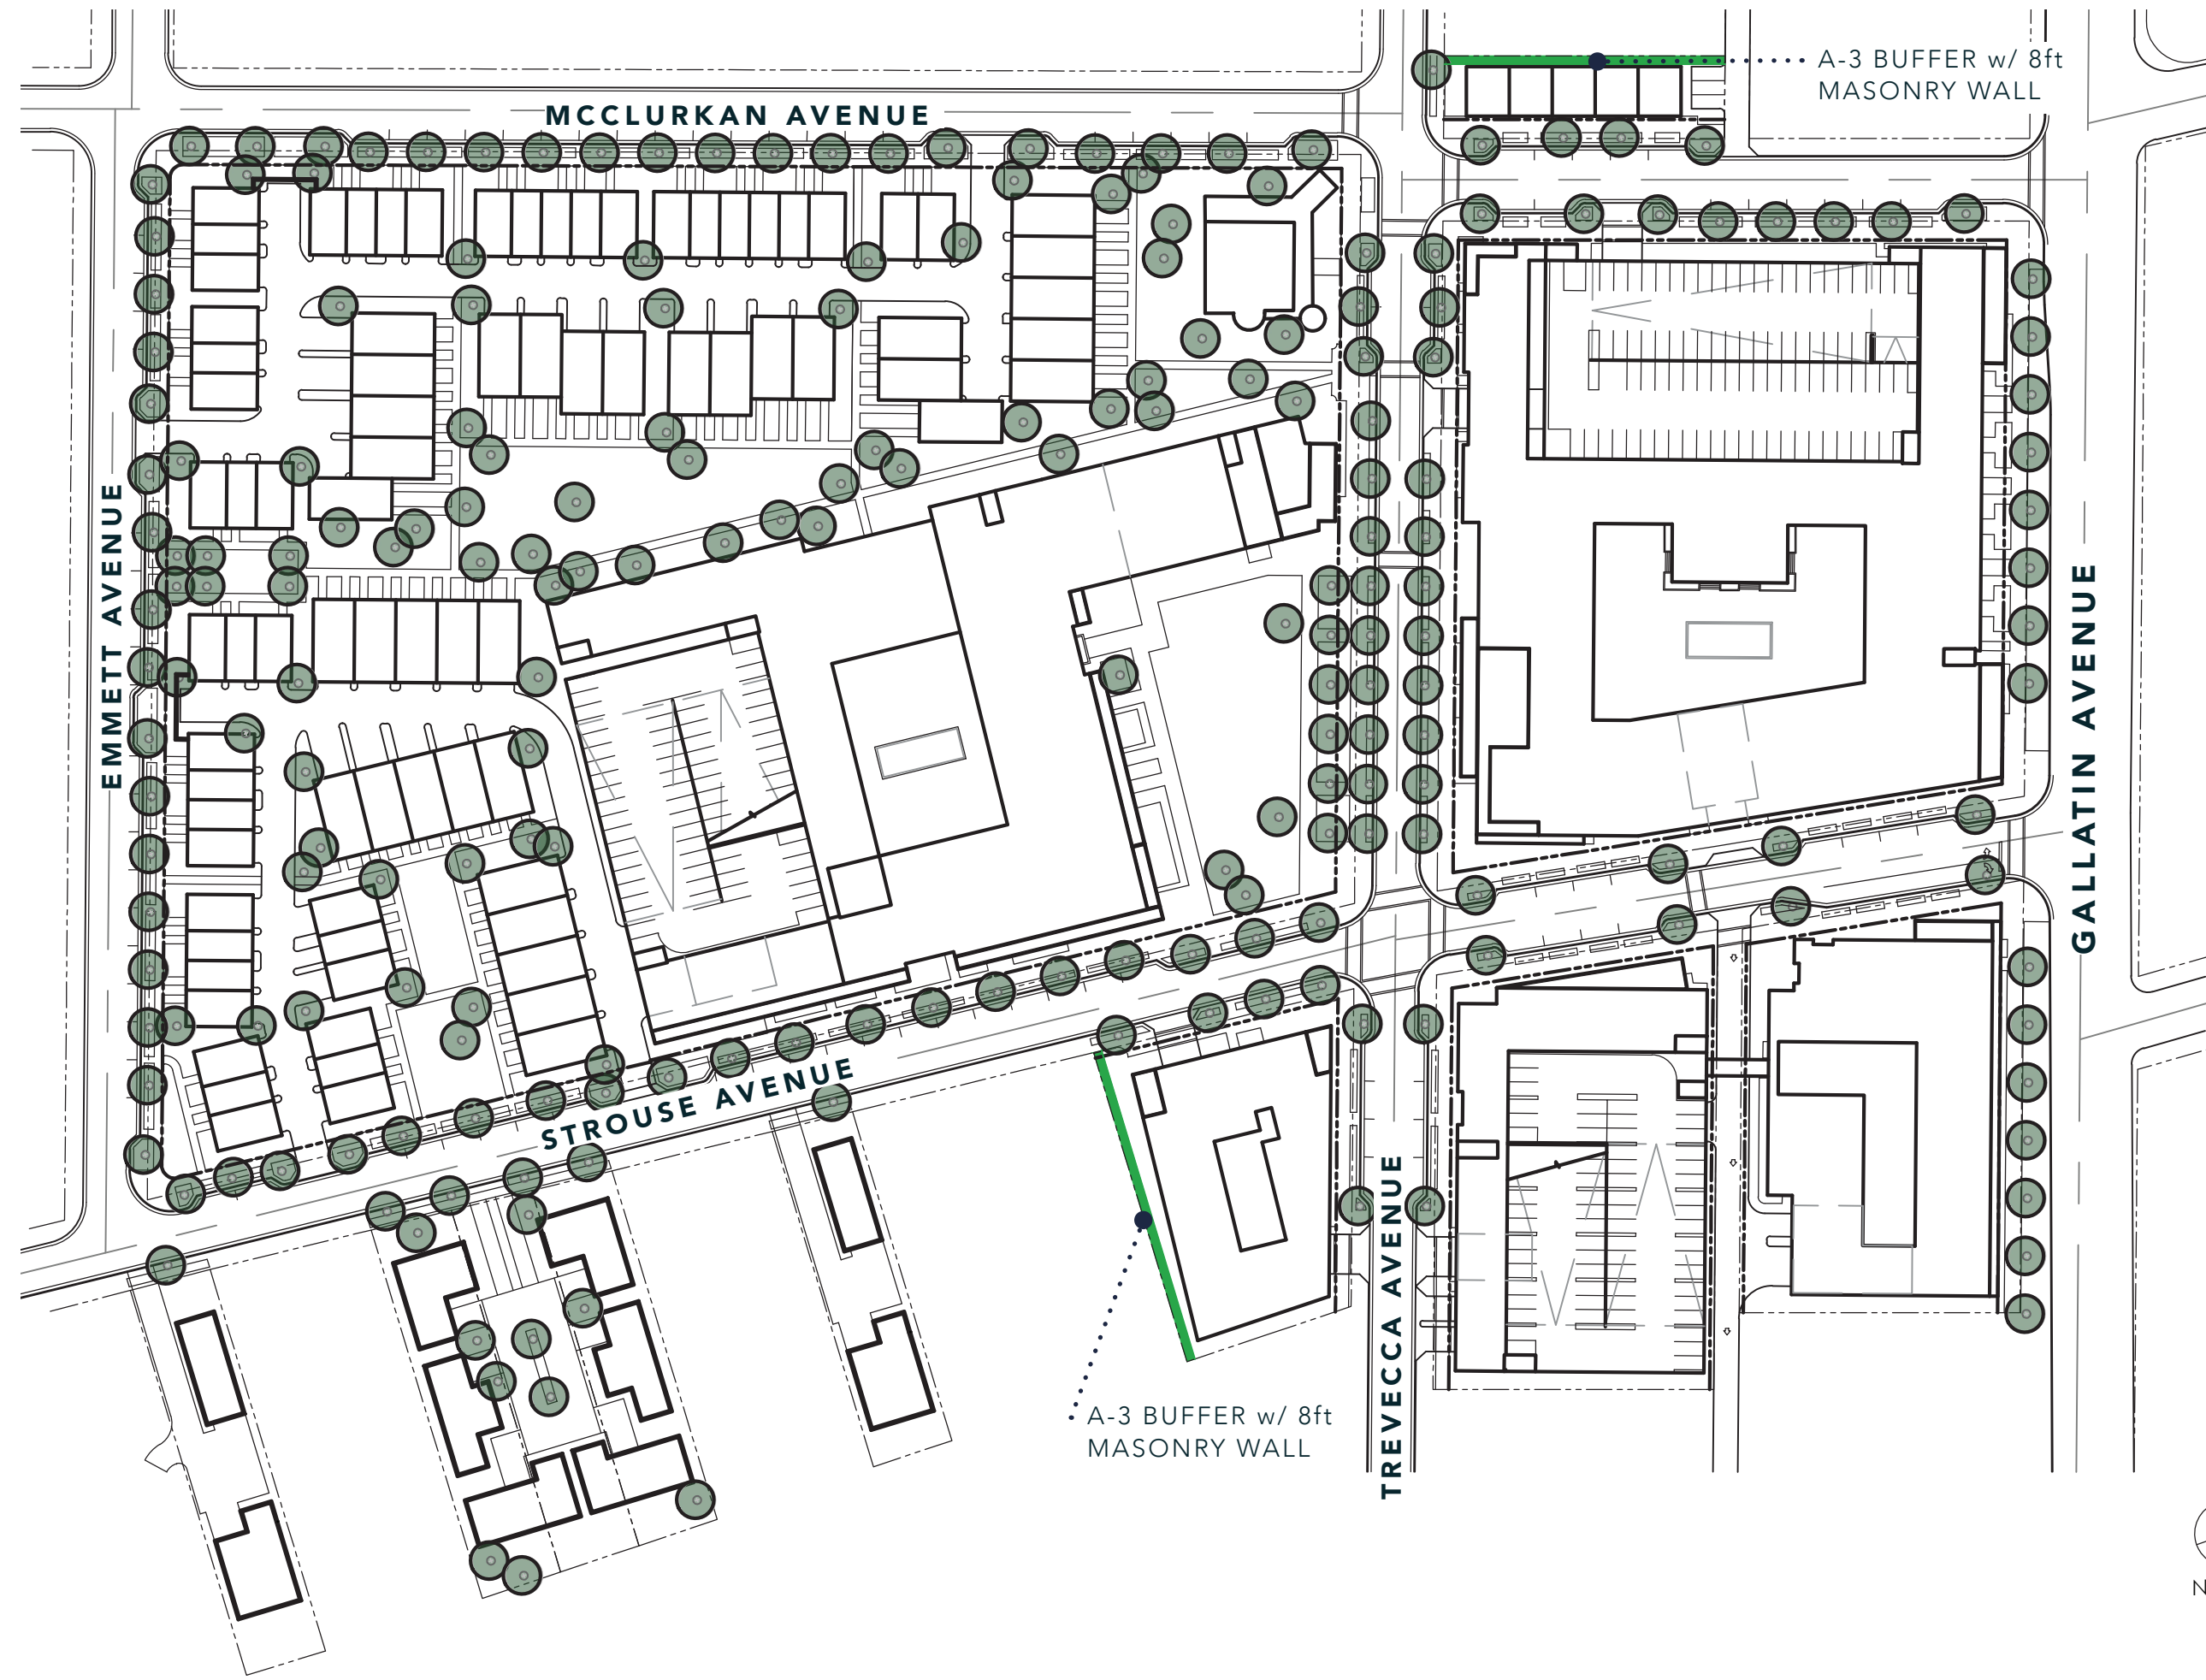 A-3 BUFFER w/ 8ft
MASONRY WALL
MCCLURKAN AVENUE
EMMETT AVENUE
GALLATIN AVENUE
STROUSE AVENUE
TREVECCA AVENUE
A-3 BUFFER w/ 8ft
MASONRY WALL
N